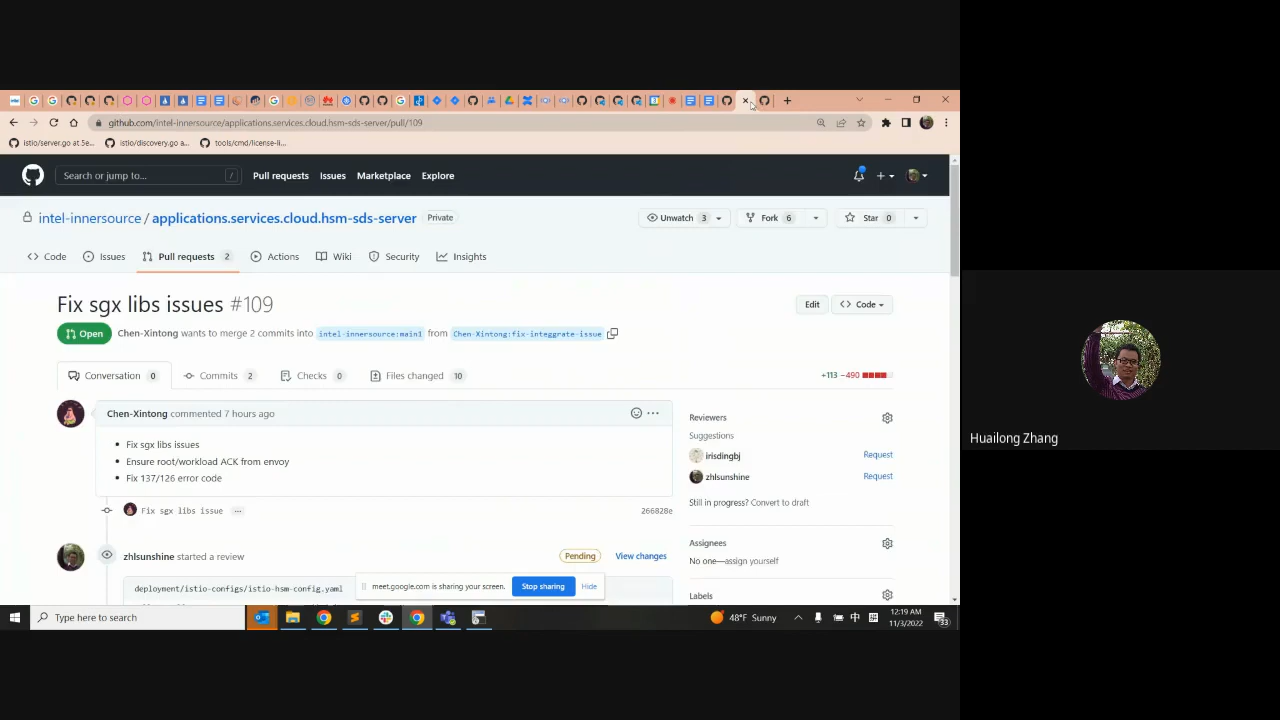 github.com/intel-innersource/applications.services.cloud.hsm-sds-server/pull/109
istio/server.go at 5e... istio/discovery.go a... tools/cmd/license-li...
Search or jump to... / Pull requests Issues Marketplace Explore
intel-innersource / applications.services.cloud.hsm-sds-server Private Unwatch 3 Fork 6 Star 0
Code Issues Pull requests 2 Actions Wiki Security Insights
Fix sgx libs issues #109 Edit Code
Open Chen-Xintong wants to merge 2 commits into intel-innersource:main1 from Chen-Xintong:fix-integgrate-issue
Conversation 0 Commits 2 Checks 0 Files changed 10 +113 −490
Chen-Xintong commented 7 hours ago
Fix sgx libs issues
Ensure root/workload ACK from envoy
Fix 137/126 error code
Fix sgx libs issue ... 266828e
zhlsunshine started a review Pending View changes
deployment/istio-configs/istio-hsm-config.yaml
Reviewers
Suggestions
irisdingbj Request
zhlsunshine Request
Still in progress? Convert to draft
Assignees
No one—assign yourself
Labels
meet.google.com is sharing your screen. Stop sharing Hide
Type here to search
48°F Sunny
中
12:19 AM
11/3/2022
33
Huailong Zhang